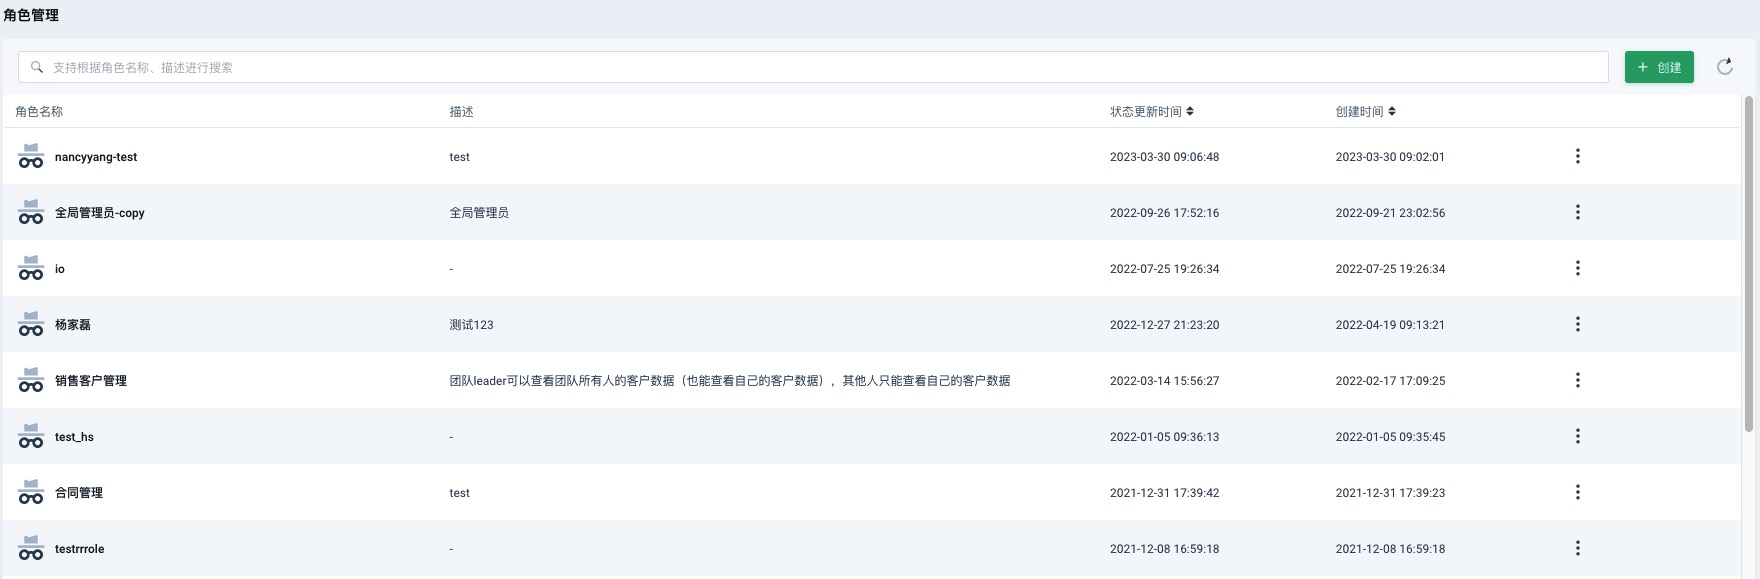 角色管理
支持根据角色名称、描述进行搜索
+ 创建
角色名称 描述 状态更新时间 创建时间
nancyyang-test test 2023-03-30 09:06:48 2023-03-30 09:02:01
全局管理员-copy 全局管理员 2022-09-26 17:52:16 2022-09-21 23:02:56
io - 2022-07-25 19:26:34 2022-07-25 19:26:34
杨家磊 测试123 2022-12-27 21:23:20 2022-04-19 09:13:21
销售客户管理 团队leader可以查看团队所有人的客户数据（也能查看自己的客户数据），其他人只能查看自己的客户数据 2022-03-14 15:56:27 2022-02-17 17:09:25
test_hs - 2022-01-05 09:36:13 2022-01-05 09:35:45
合同管理 test 2021-12-31 17:39:42 2021-12-31 17:39:23
testrrrole - 2021-12-08 16:59:18 2021-12-08 16:59:18